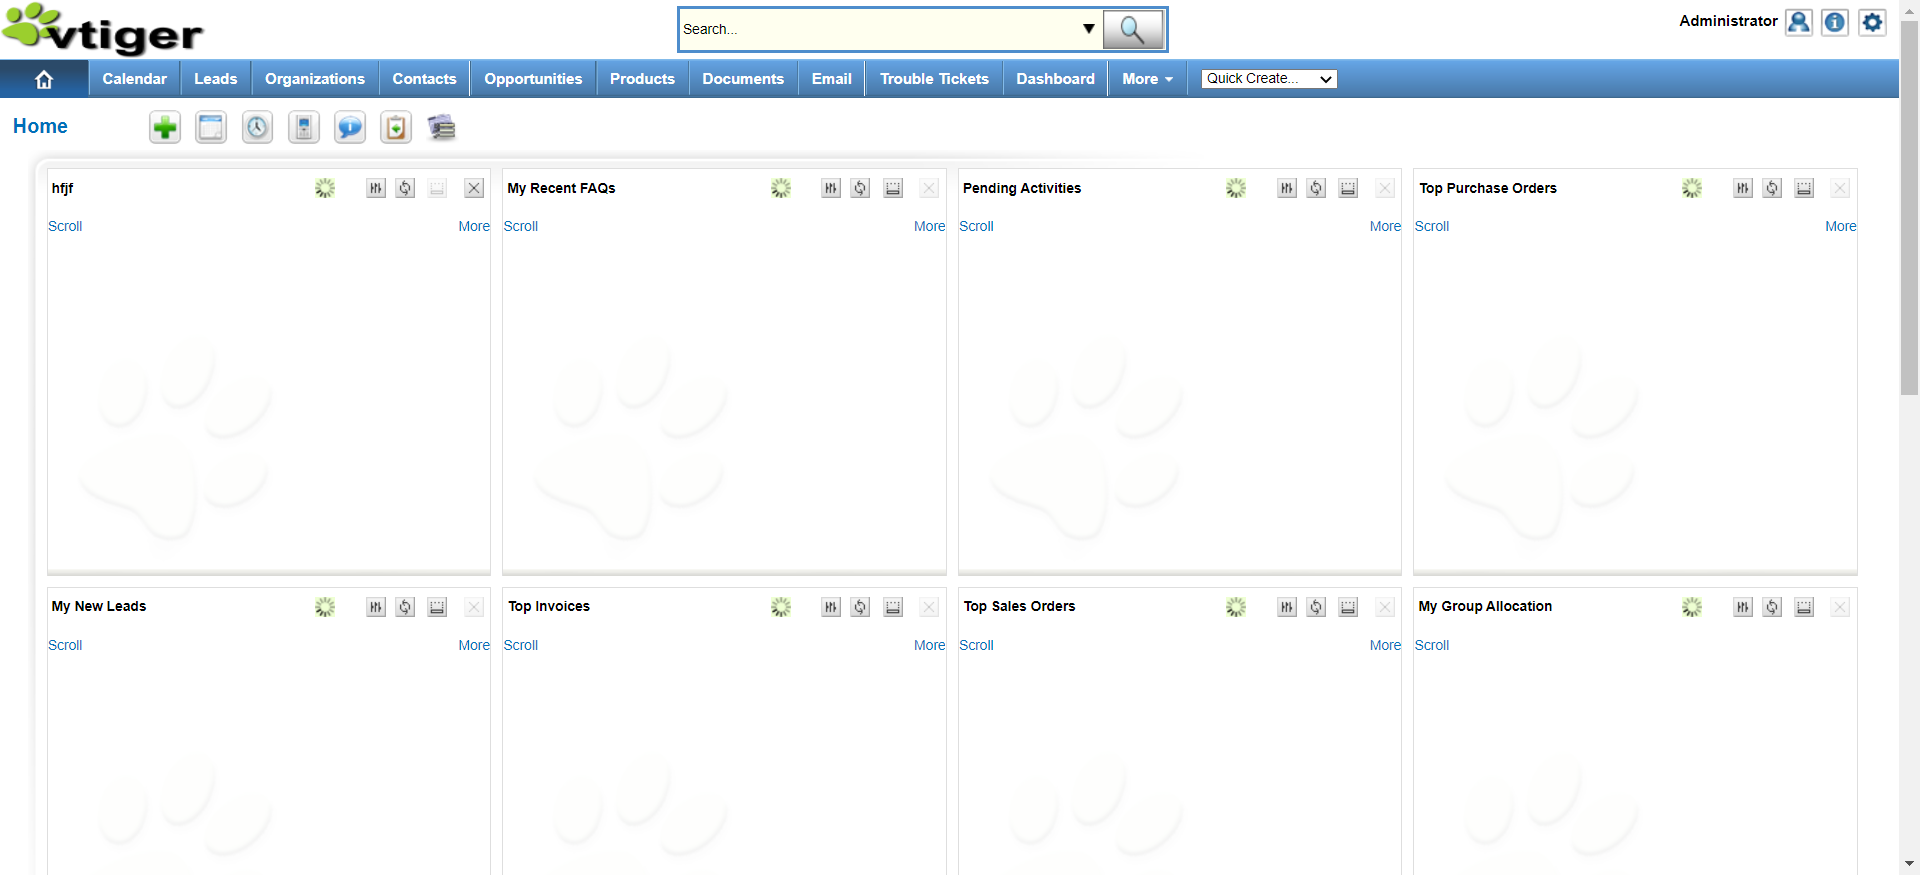 vtiger
Search...
Administrator
Calendar Leads Organizations Contacts Opportunities Products Documents Email Trouble Tickets Dashboard More Quick Create...
Home
hfjf My Recent FAQs Pending Activities Top Purchase Orders
Scroll More Scroll More Scroll More Scroll More
My New Leads Top Invoices Top Sales Orders My Group Allocation
Scroll More Scroll More Scroll More Scroll